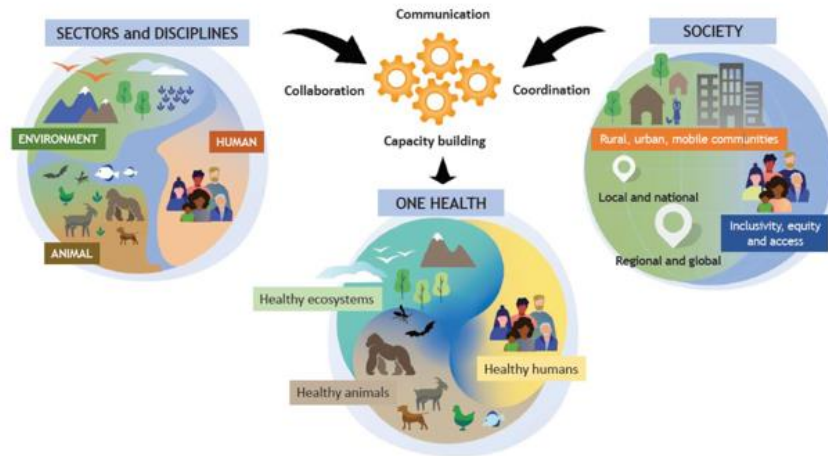 Communication
SECTORS and DISCIPLINES
SOCIETY
Collaboration
Coordination
ENVIRONMENT
HUMAN
ANIMAL
Capacity building
Rural, urban, mobile communities
Local and national
Inclusivity, equity
and access
Regional and global
ONE HEALTH
Healthy ecosystems
Healthy humans
Healthy animals